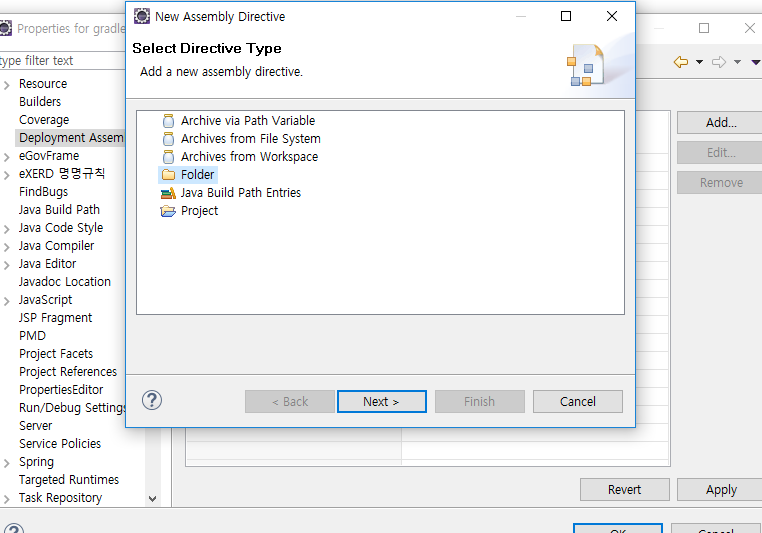 Properties for gradle
New Assembly Directive
type filter text
Select Directive Type
Add a new assembly directive.
Resource
Builders
Coverage
Deployment Assem
eGovFrame
eXERD 명명규칙
FindBugs
Java Build Path
Java Code Style
Java Compiler
Java Editor
Javadoc Location
JavaScript
JSP Fragment
PMD
Project Facets
Project References
PropertiesEditor
Run/Debug Settings
Server
Service Policies
Spring
Targeted Runtimes
Task Repository
Archive via Path Variable
Archives from File System
Archives from Workspace
Folder
Java Build Path Entries
Project
< Back
Next >
Finish
Cancel
Add...
Edit...
Remove
Revert
Apply
OK
Cancel